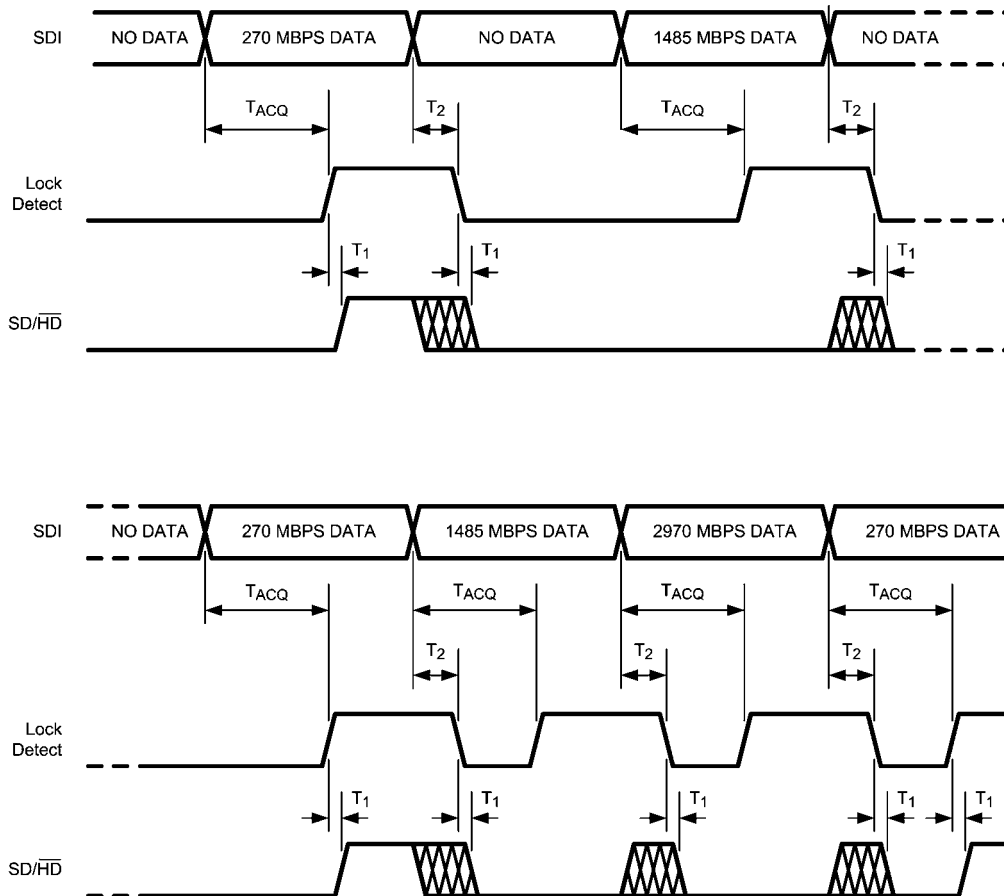 SDI NO DATA 270 MBPS DATA NO DATA 1485 MBPS DATA NO DATA
TACQ T2 TACQ T2
Lock
Detect
T1 T1 T1
SD/HD
SDI NO DATA 270 MBPS DATA 1485 MBPS DATA 2970 MBPS DATA 270 MBPS DATA
TACQ TACQ TACQ TACQ
T2 T2 T2
Lock
Detect
T1 T1 T1 T1 T1
SD/HD